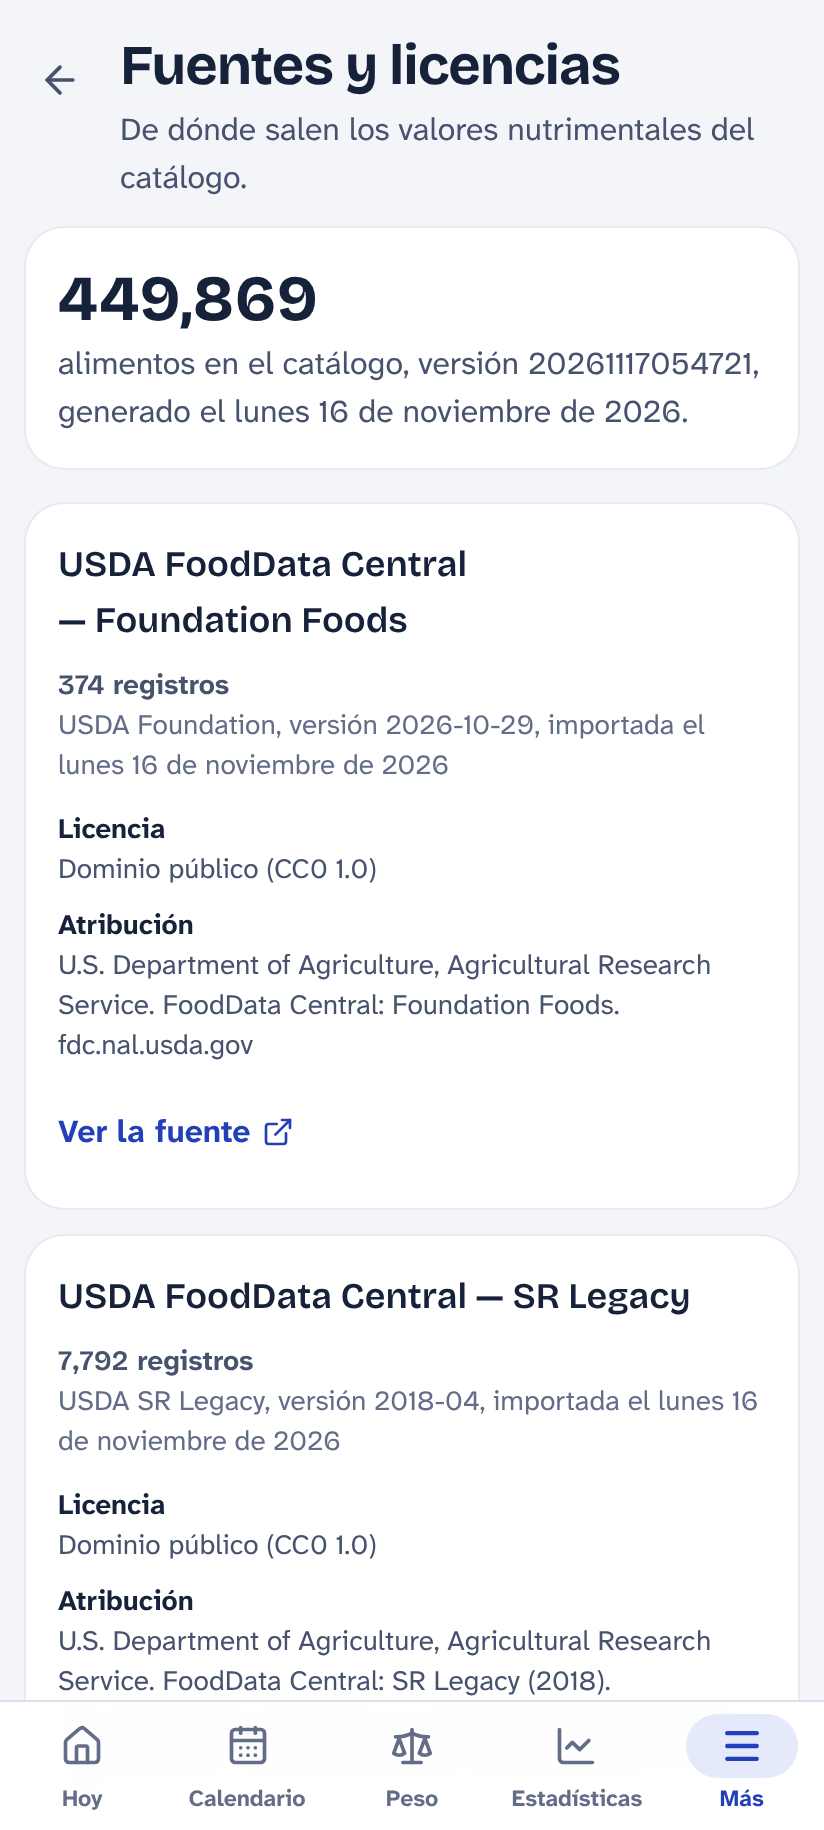 Fuentes y licencias
De dónde salen los valores nutrimentales del
catálogo.
449,869
alimentos en el catálogo, versión 20261117054721,
generado el lunes 16 de noviembre de 2026.
USDA FoodData Central
— Foundation Foods
374 registros
USDA Foundation, versión 2026-10-29, importada el
lunes 16 de noviembre de 2026
Licencia
Dominio público (CC0 1.0)
Atribución
U.S. Department of Agriculture, Agricultural Research
Service. FoodData Central: Foundation Foods.
fdc.nal.usda.gov
Ver la fuente
USDA FoodData Central — SR Legacy
7,792 registros
USDA SR Legacy, versión 2018-04, importada el lunes 16
de noviembre de 2026
Licencia
Dominio público (CC0 1.0)
Atribución
U.S. Department of Agriculture, Agricultural Research
Service. FoodData Central: SR Legacy (2018).
Hoy
Calendario
Peso
Estadísticas
Más